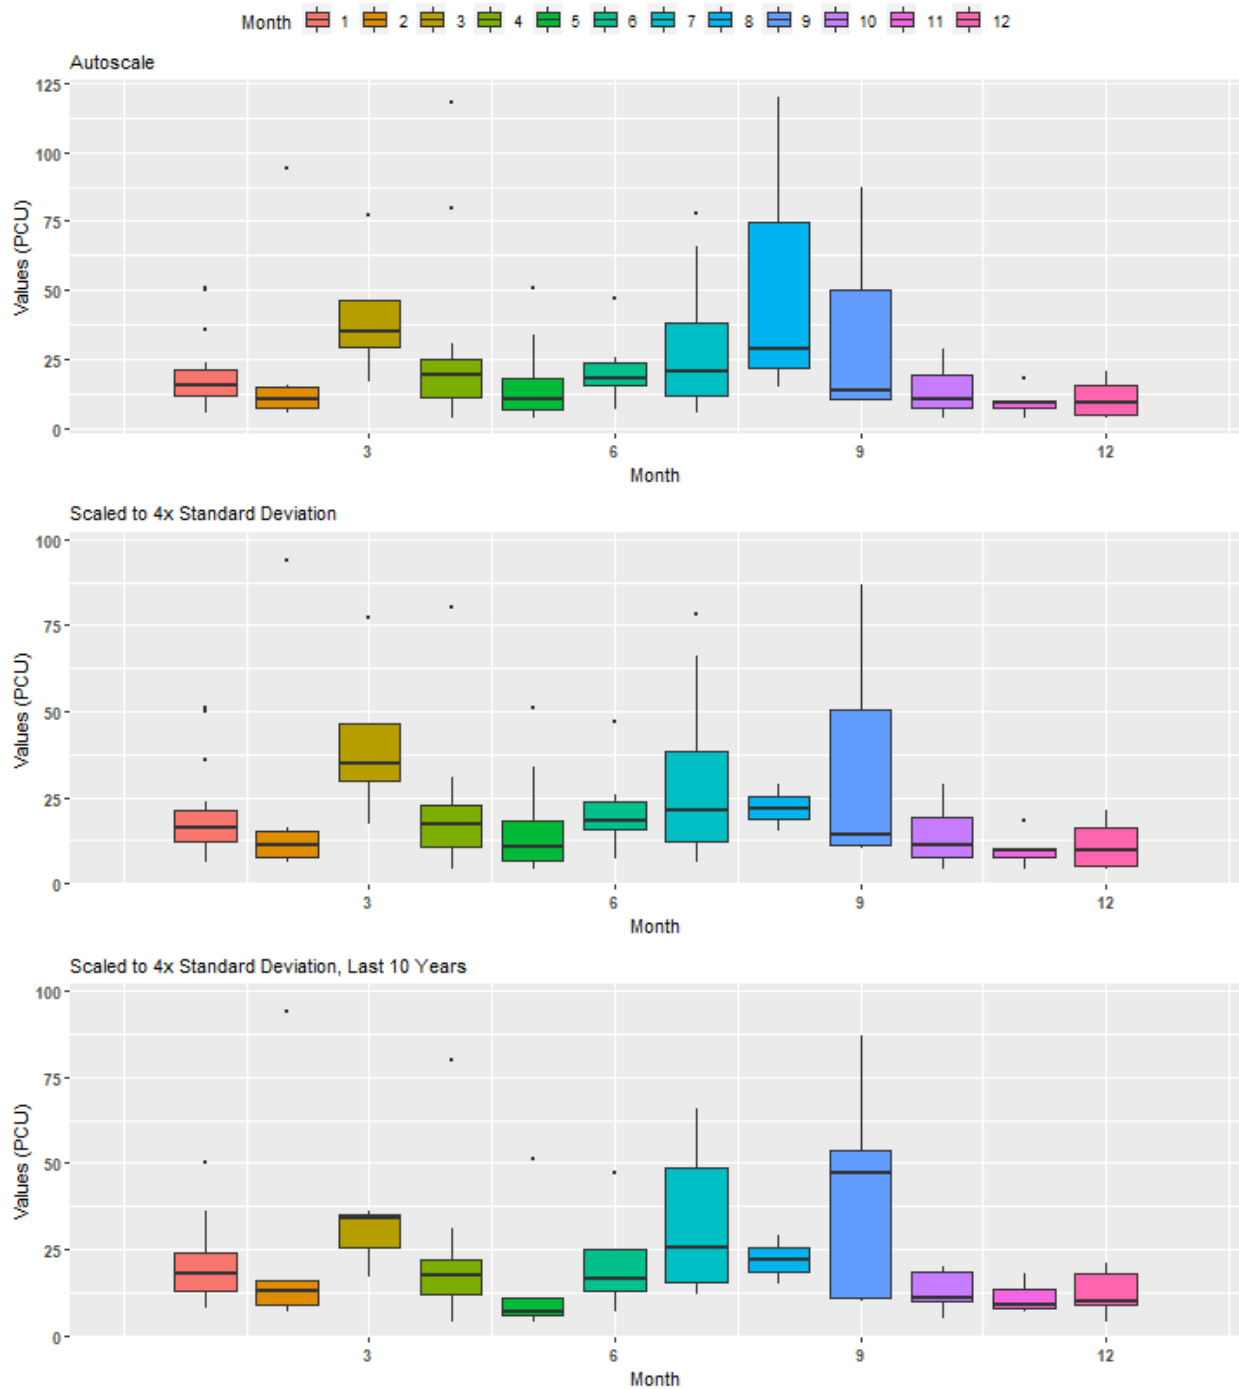 Month 1 2 3 4 5 6 7 8 9 10 11 12
Autoscale
125
100
75
50
25
0
Values (PCU)
3 6 9 12
Month
Scaled to 4x Standard Deviation
100
75
50
25
0
Values (PCU)
3 6 9 12
Month
Scaled to 4x Standard Deviation, Last 10 Years
100
75
50
25
0
Values (PCU)
3 6 9 12
Month